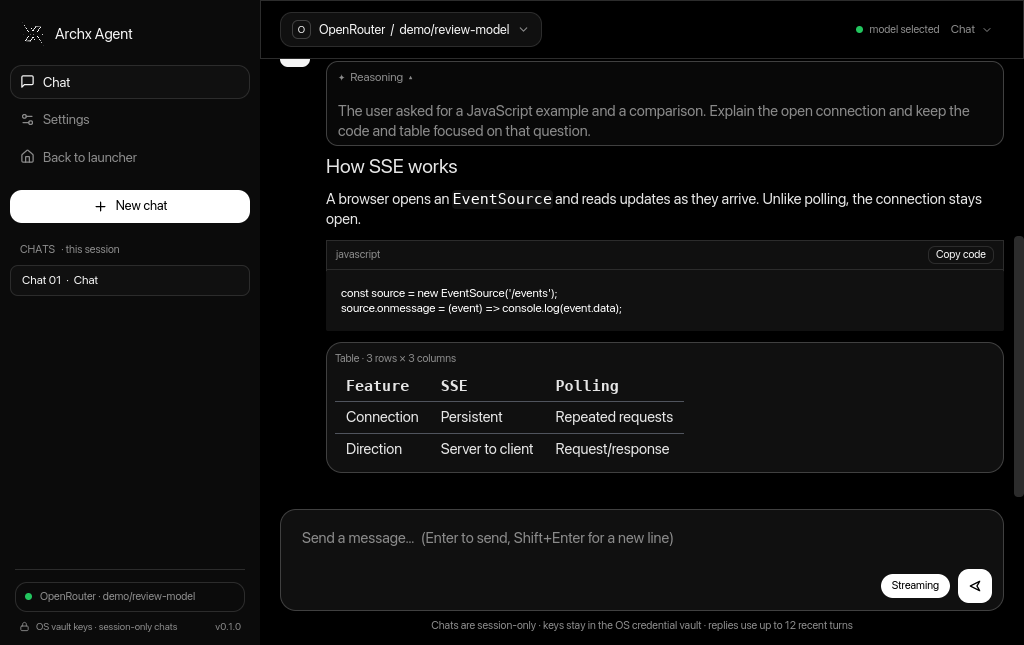 Archx Agent
Chat
Settings
Back to launcher
New chat
CHATS · this session
Chat 01 · Chat
OpenRouter · demo/review-model
OS vault keys · session-only chats v0.1.0
O OpenRouter / demo/review-model
model selected Chat
Reasoning
The user asked for a JavaScript example and a comparison. Explain the open connection and keep the
code and table focused on that question.
How SSE works
A browser opens an EventSource and reads updates as they arrive. Unlike polling, the connection stays
open.
javascript Copy code
const source = new EventSource('/events');
source.onmessage = (event) => console.log(event.data);
Table · 3 rows × 3 columns
Feature SSE Polling
Connection Persistent Repeated requests
Direction Server to client Request/response
Send a message... (Enter to send, Shift+Enter for a new line)
Streaming
Chats are session-only · keys stay in the OS credential vault · replies use up to 12 recent turns